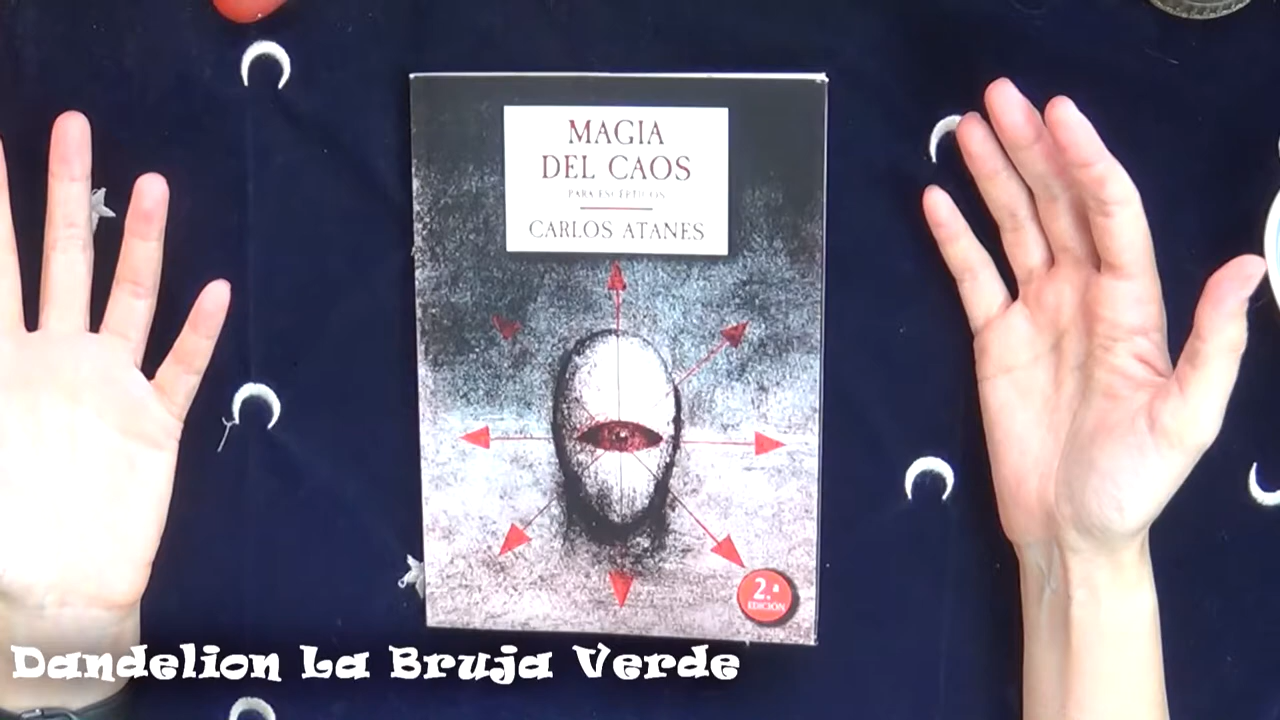 MAGIA
DEL CAOS
PARA ESCÉPTICOS
CARLOS ATANES
2.ª
EDICIÓN
Dandelion La Bruja Verde